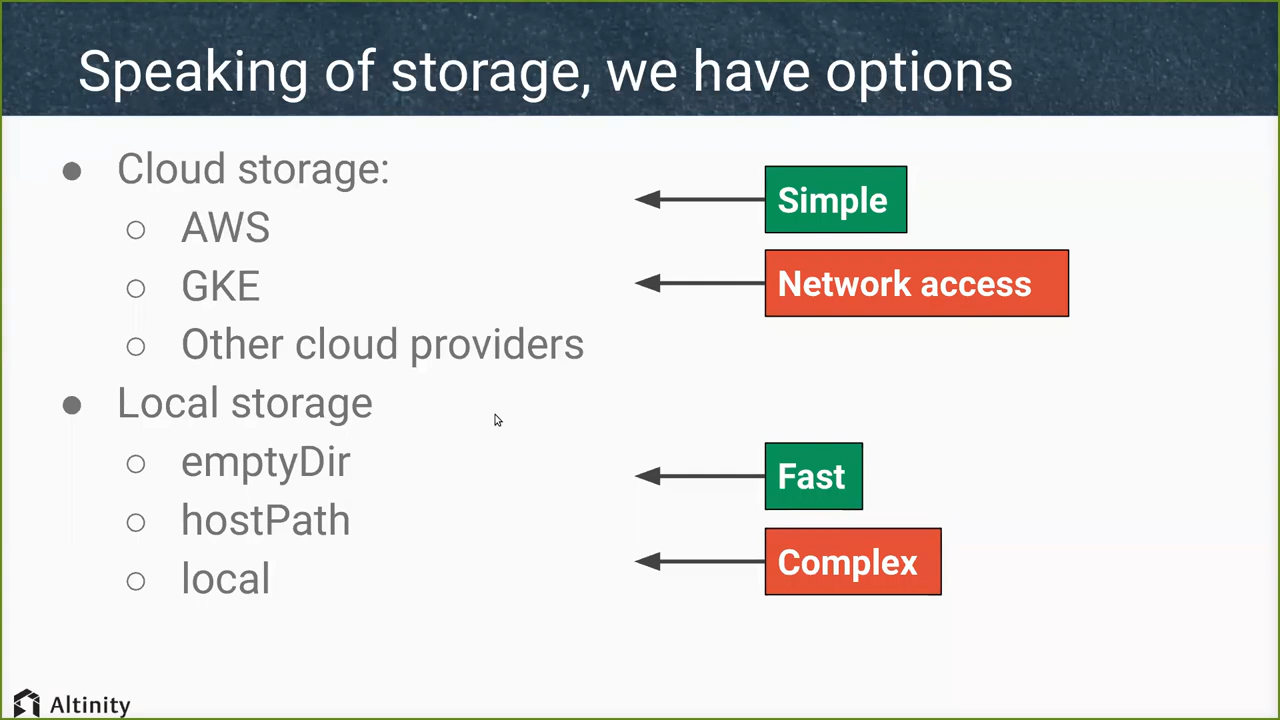 Speaking of storage, we have options
Cloud storage:
AWS
GKE
Other cloud providers
Local storage
emptyDir
hostPath
local
Simple
Network access
Fast
Complex
Altinity